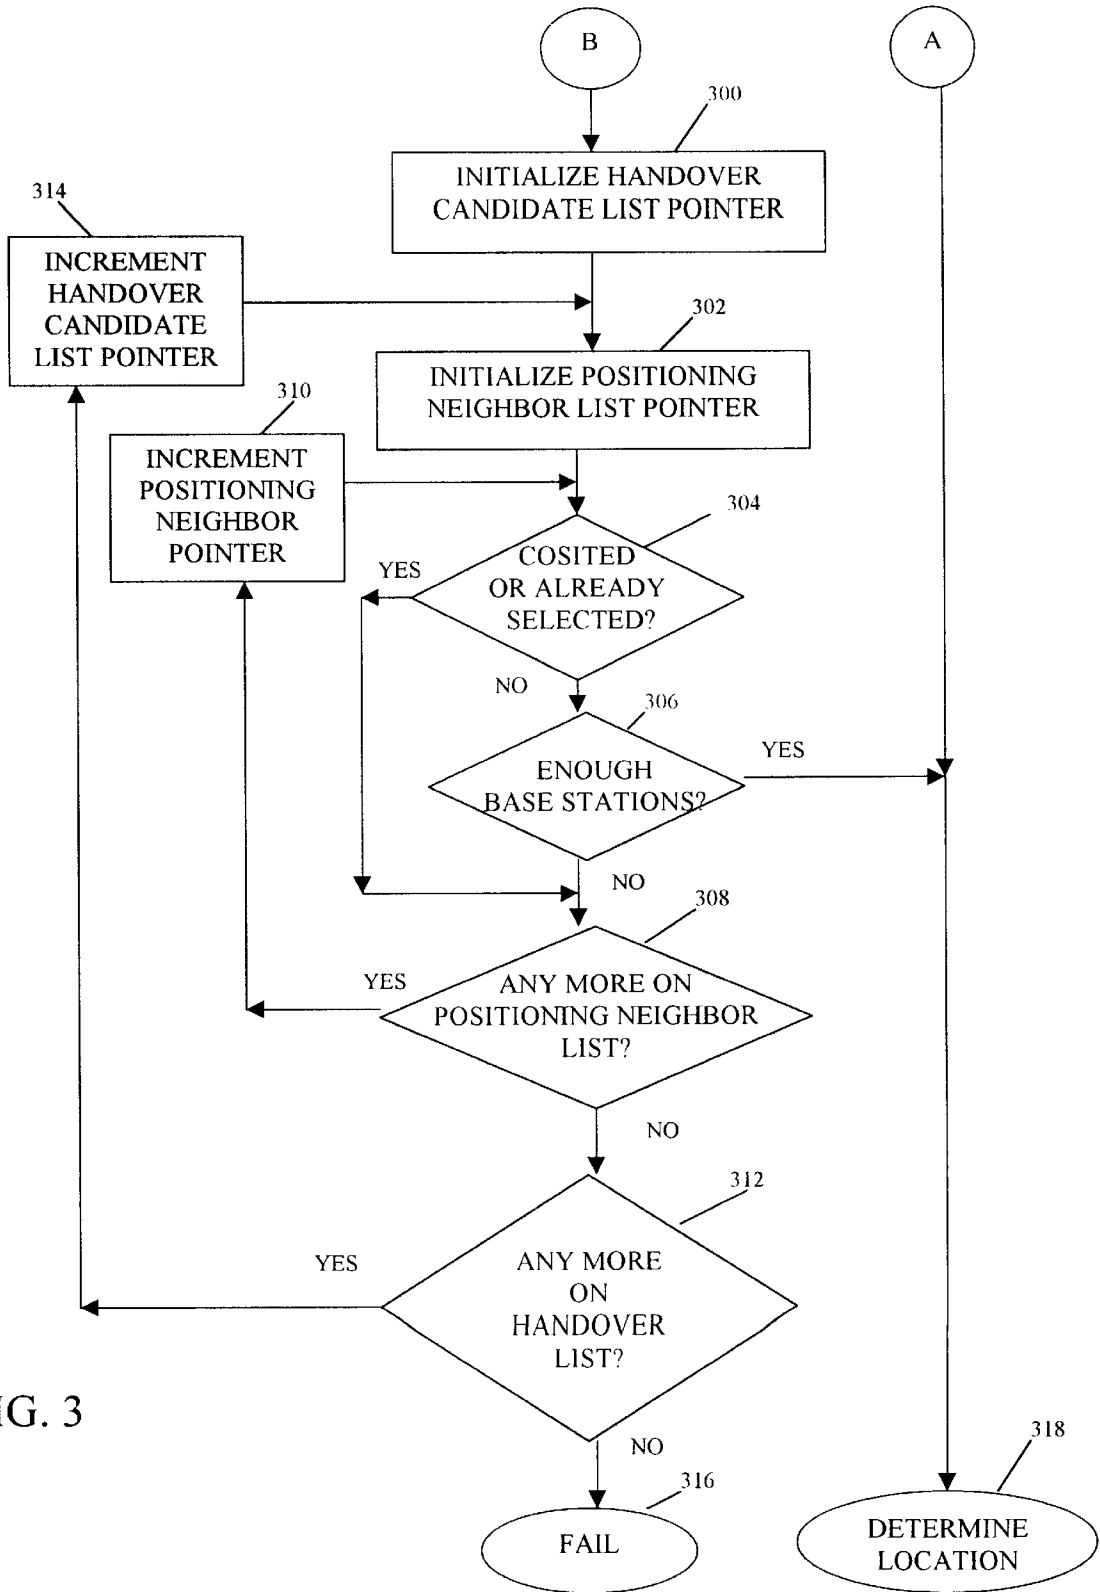 B
A
300
INITIALIZE HANDOVER
CANDIDATE LIST POINTER
314
INCREMENT
HANDOVER
CANDIDATE
LIST POINTER
302
INITIALIZE POSITIONING
NEIGHBOR LIST POINTER
310
INCREMENT
POSITIONING
NEIGHBOR
POINTER
304
COSITED
OR ALREADY
SELECTED?
YES
NO
306
ENOUGH
BASE STATIONS?
YES
NO
308
ANY MORE ON
POSITIONING NEIGHBOR
LIST?
YES
NO
312
ANY MORE
ON
HANDOVER
LIST?
YES
NO
IG. 3
316
FAIL
318
DETERMINE
LOCATION